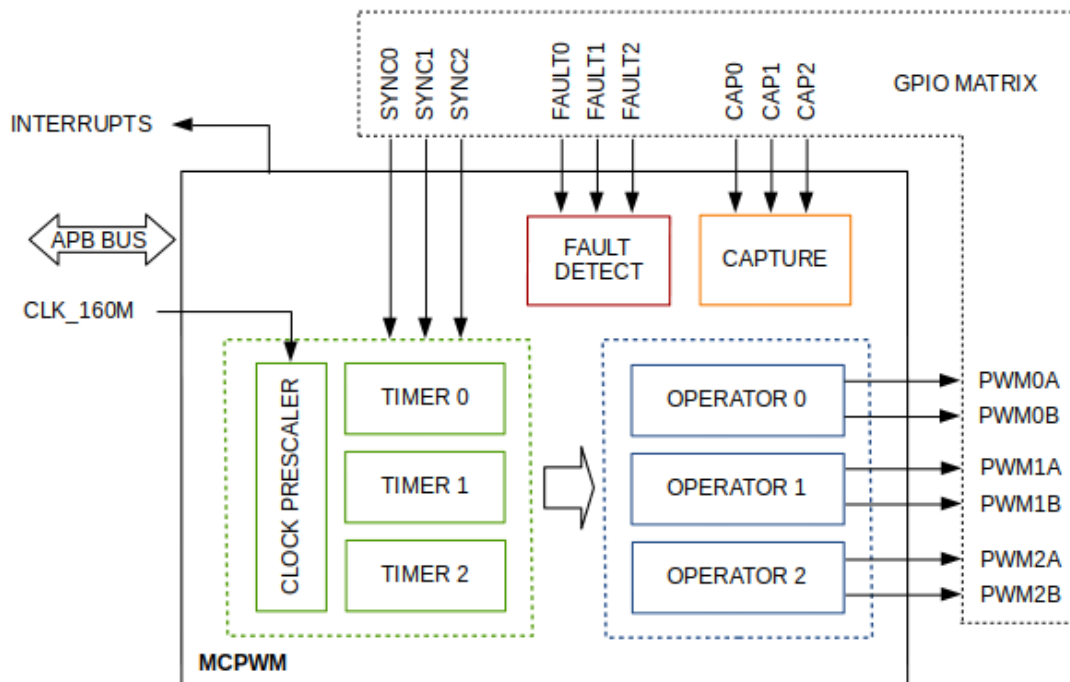 SYNC0
SYNC1
SYNC2
FAULT0
FAULT1
FAULT2
CAP0
CAP1
CAP2
GPIO MATRIX
INTERRUPTS
APB BUS
FAULT
DETECT
CAPTURE
CLK_160M
CLOCK PRESCALER
TIMER 0
TIMER 1
TIMER 2
OPERATOR 0
OPERATOR 1
OPERATOR 2
PWM0A
PWM0B
PWM1A
PWM1B
PWM2A
PWM2B
MCPWM